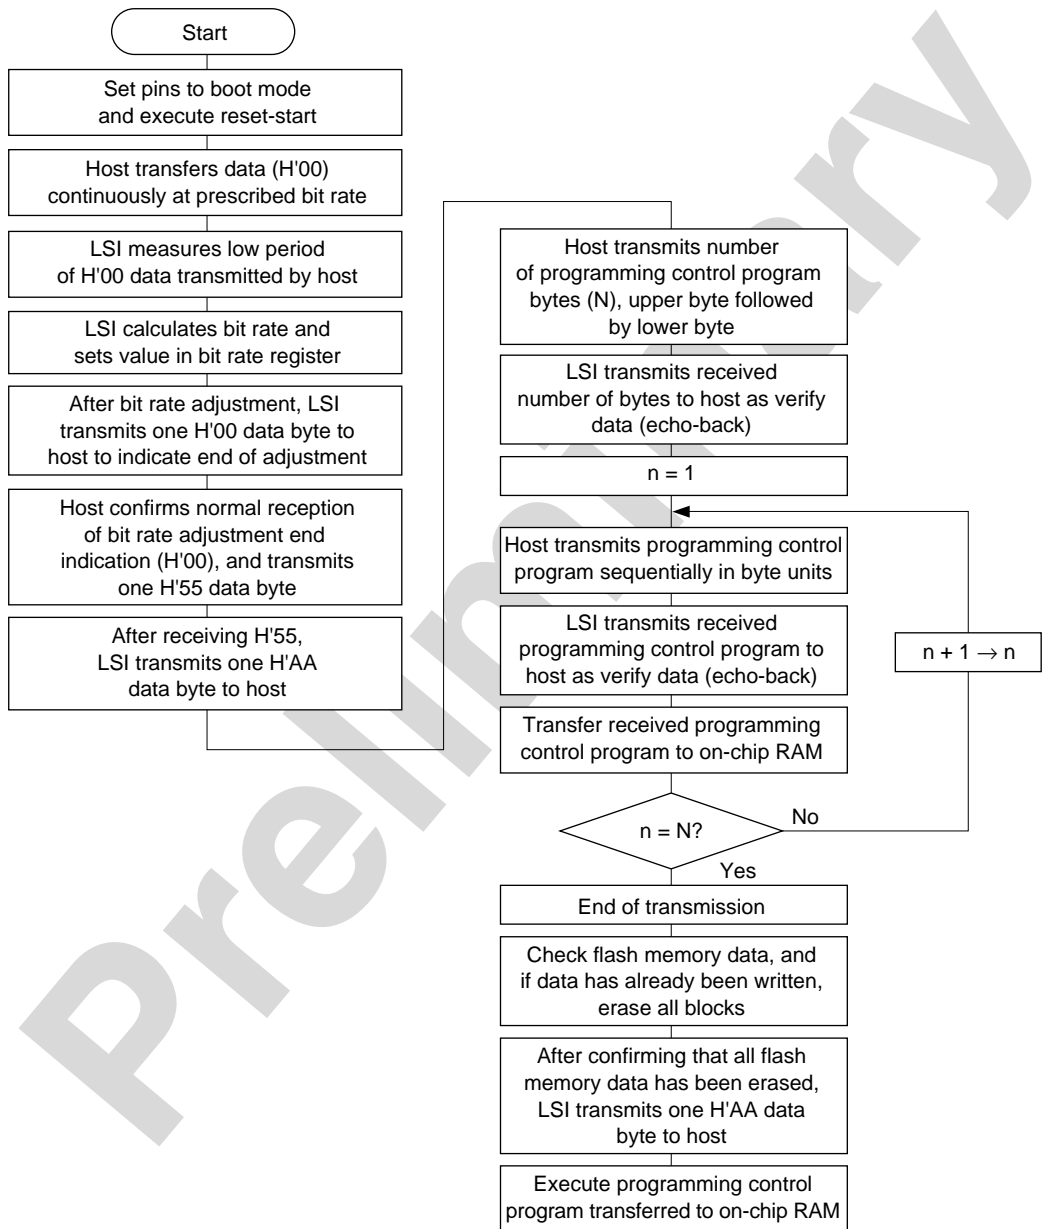 Start
Set pins to boot mode
and execute reset-start
Host transfers data (H'00)
continuously at prescribed bit rate
LSI measures low period
of H'00 data transmitted by host
LSI calculates bit rate and
sets value in bit rate register
After bit rate adjustment, LSI
transmits one H'00 data byte to
host to indicate end of adjustment
Host confirms normal reception
of bit rate adjustment end
indication (H'00), and transmits
one H'55 data byte
After receiving H'55,
LSI transmits one H'AA
data byte to host
Host transmits number
of programming control program
bytes (N), upper byte followed
by lower byte
LSI transmits received
number of bytes to host as verify
data (echo-back)
n = 1
Host transmits programming control
program sequentially in byte units
LSI transmits received
programming control program to
host as verify data (echo-back)
n + 1 → n
Transfer received programming
control program to on-chip RAM
n = N?
No
Yes
End of transmission
Check flash memory data, and
if data has already been written,
erase all blocks
After confirming that all flash
memory data has been erased,
LSI transmits one H'AA data
byte to host
Execute programming control
program transferred to on-chip RAM
Preliminary